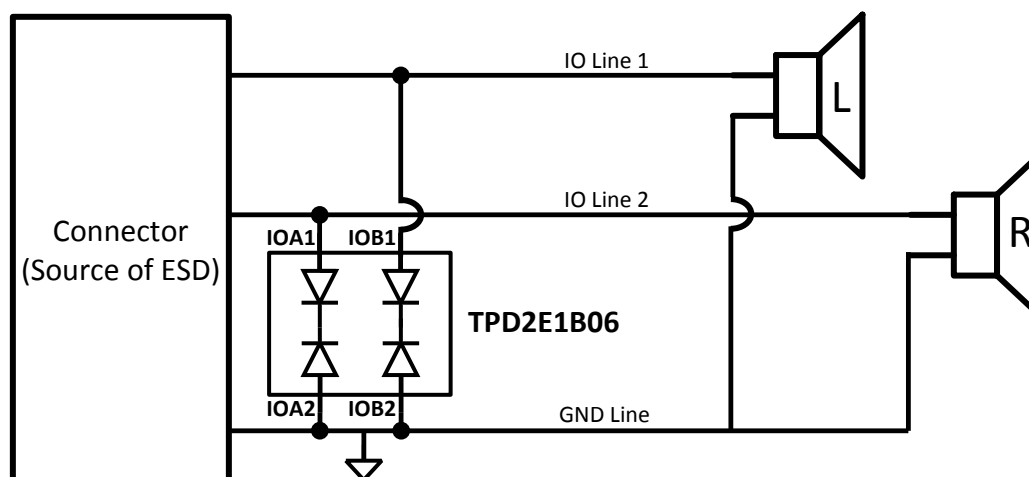 IO Line 1
L
IO Line 2
R
Connector
(Source of ESD)
IOA1 IOB1
TPD2E1B06
IOA2 IOB2
GND Line